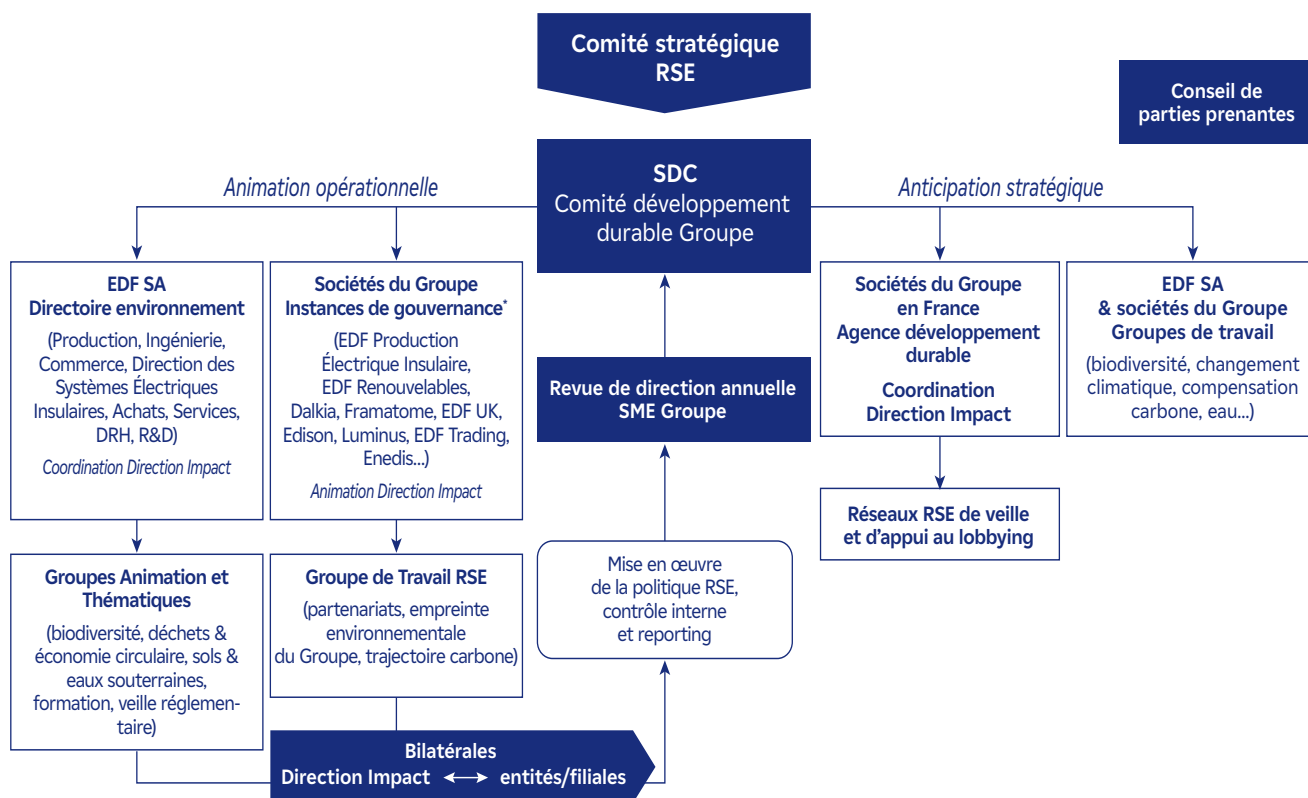 Comité stratégique
RSE
Conseil de
parties prenantes
SDC
Comité développement
durable Groupe
Animation opérationnelle
Anticipation stratégique
EDF SA
Directoire environnement
(Production, Ingénierie,
Commerce, Direction des
Systèmes Électriques
Insulaires, Achats, Services,
DRH, R&D)
Coordination Direction Impact
Sociétés du Groupe
Instances de gouvernance*
(EDF Production
Électrique Insulaire,
EDF Renouvelables,
Dalkia, Framatome, EDF UK,
Edison, Luminus, EDF Trading,
Enedis...)
Animation Direction Impact
Revue de direction annuelle
SME Groupe
Sociétés du Groupe
en France
Agence développement
durable
Coordination
Direction Impact
EDF SA
& sociétés du Groupe
Groupes de travail
(biodiversité, changement
climatique, compensation
carbone, eau...)
Réseaux RSE de veille
et d'appui au lobbying
Groupes Animation et
Thématiques
(biodiversité, déchets &
économie circulaire, sols &
eaux souterraines,
formation, veille réglemen-
taire)
Groupe de Travail RSE
(partenariats, empreinte
environnementale
du Groupe, trajectoire carbone)
Mise en œuvre
de la politique RSE,
contrôle interne
et reporting
Bilatérales
Direction Impact ⟷ entités/filiales